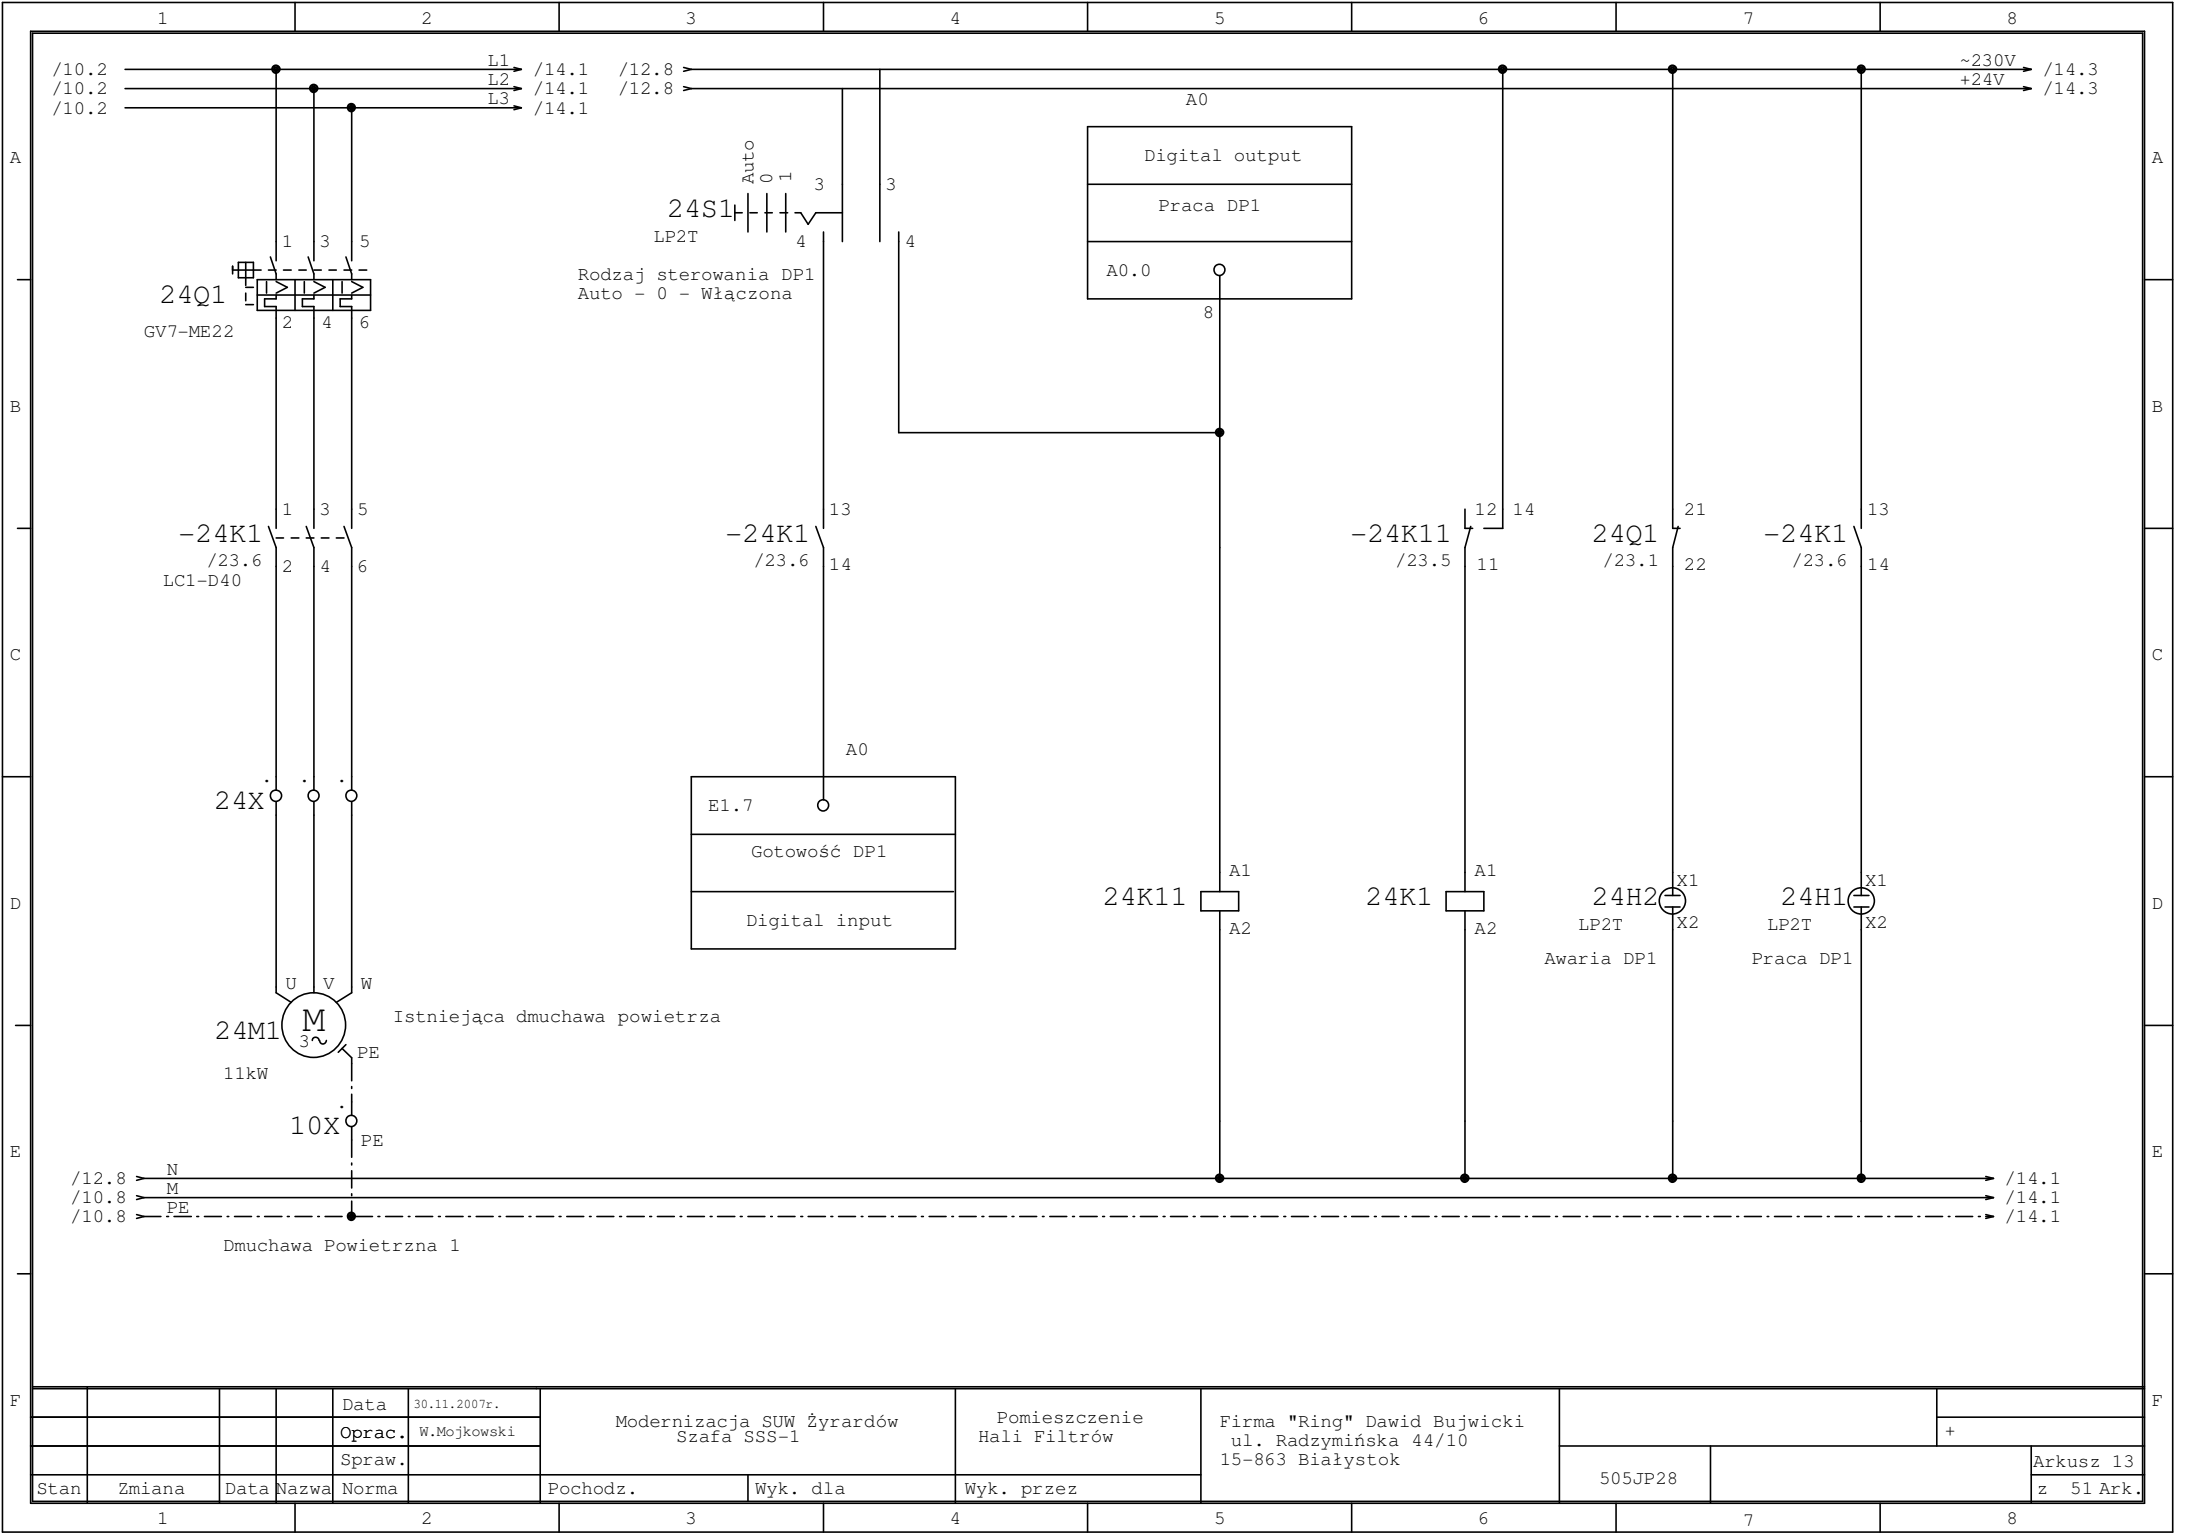 1 2 3 4 5 6 7 8
/10.2 L1 /14.1 /12.8 ~230V /14.3
/10.2 L2 /14.1 /12.8 +24V /14.3
/10.2 L3 /14.1
A0
A A
Digital output
Praca DP1
A0.0
8
Auto
0
1
3 3
24S1
LP2T
4 4
Rodzaj sterowania DP1
Auto - 0 - Włączona
1 3 5
24Q1
GV7-ME22
2 4 6
B B
1 3 5
-24K1
/23.6
LC1-D40
2 4 6
13
-24K1
/23.6
14
12 14
-24K11
/23.5
11
21
24Q1
/23.1
22
13
-24K1
/23.6
14
C C
A0
24X
E1.7
Gotowość DP1
Digital input
D D
A1
24K11
A2
A1
24K1
A2
X1
24H2
LP2T
X2
Awaria DP1
X1
24H1
LP2T
X2
Praca DP1
U V W
M
3~
24M1
11kW
PE
Istniejąca dmuchawa powietrza
10X
PE
E E
/12.8 N /14.1
/10.8 M /14.1
/10.8 PE /14.1
Dmuchawa Powietrzna 1
F F
Data 30.11.2007r.
Oprac. W.Mojkowski
Spraw.
Stan Zmiana Data Nazwa Norma
Modernizacja SUW Żyrardów
Szafa SSS-1
Pochodz. Wyk. dla
Pomieszczenie
Hali Filtrów
Wyk. przez
Firma "Ring" Dawid Bujwicki
ul. Radzymińska 44/10
15-863 Białystok
505JP28
+
Arkusz 13
z 51 Ark.
1 2 3 4 5 6 7 8